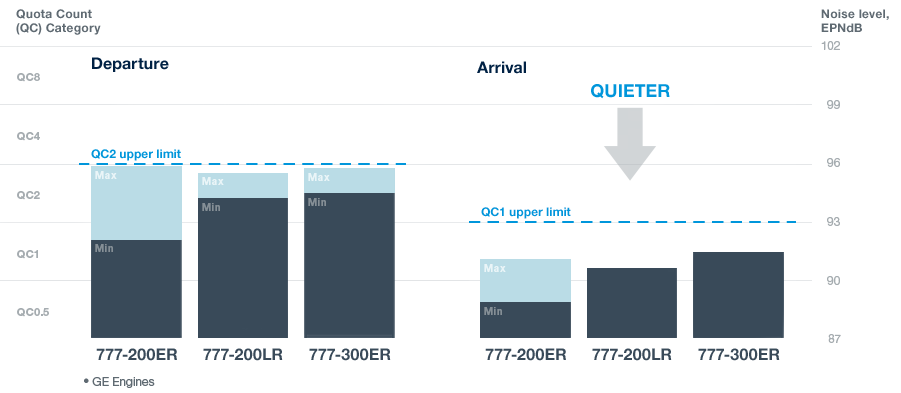 Quota Count
(QC) Category
Noise level,
EPNdB
102
Departure
Arrival
QC8
QUIETER
99
QC4
QC2 upper limit
96
Max
Max
Max
QC2
Min
Min
QC1 upper limit
93
Min
QC1
Max
90
Min
QC0.5
87
777-200ER
777-200LR
777-300ER
777-200ER
777-200LR
777-300ER
• GE Engines